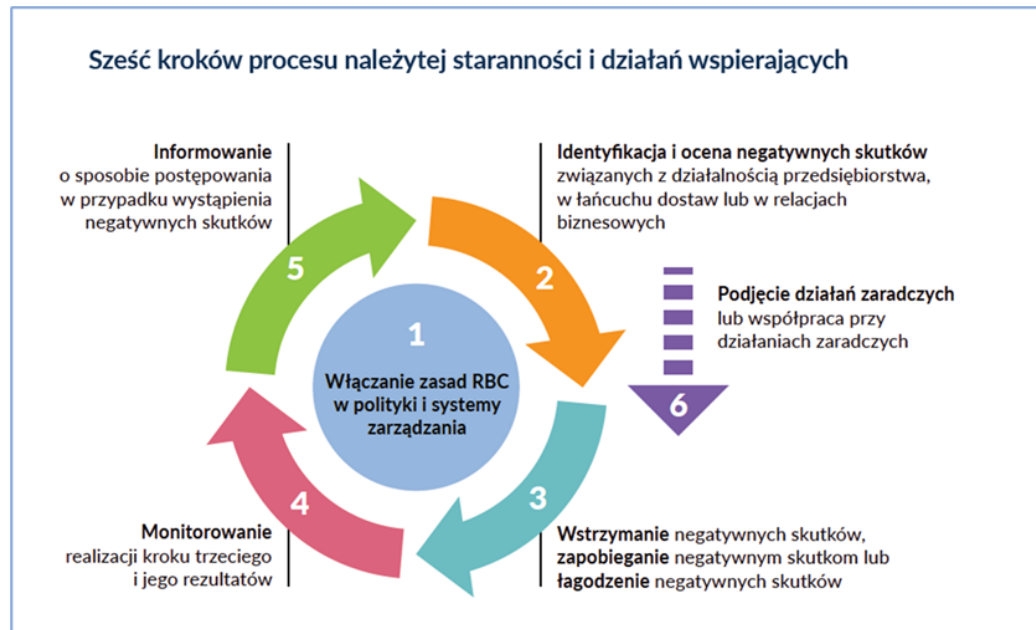 Sześć kroków procesu należytej staranności i działań wspierających
Informowanie
o sposobie postępowania
w przypadku wystąpienia
negatywnych skutków
Identyfikacja i ocena negatywnych skutków
związanych z działalnością przedsiębiorstwa,
w łańcuchu dostaw lub w relacjach
biznesowych
5
2
Podjęcie działań zaradczych
lub współpraca przy
działaniach zaradczych
6
1
Włączanie zasad RBC
w polityki i systemy
zarządzania
4
3
Monitorowanie
realizacji kroku trzeciego
i jego rezultatów
Wstrzymanie negatywnych skutków,
zapobieganie negatywnym skutkom lub
łagodzenie negatywnych skutków